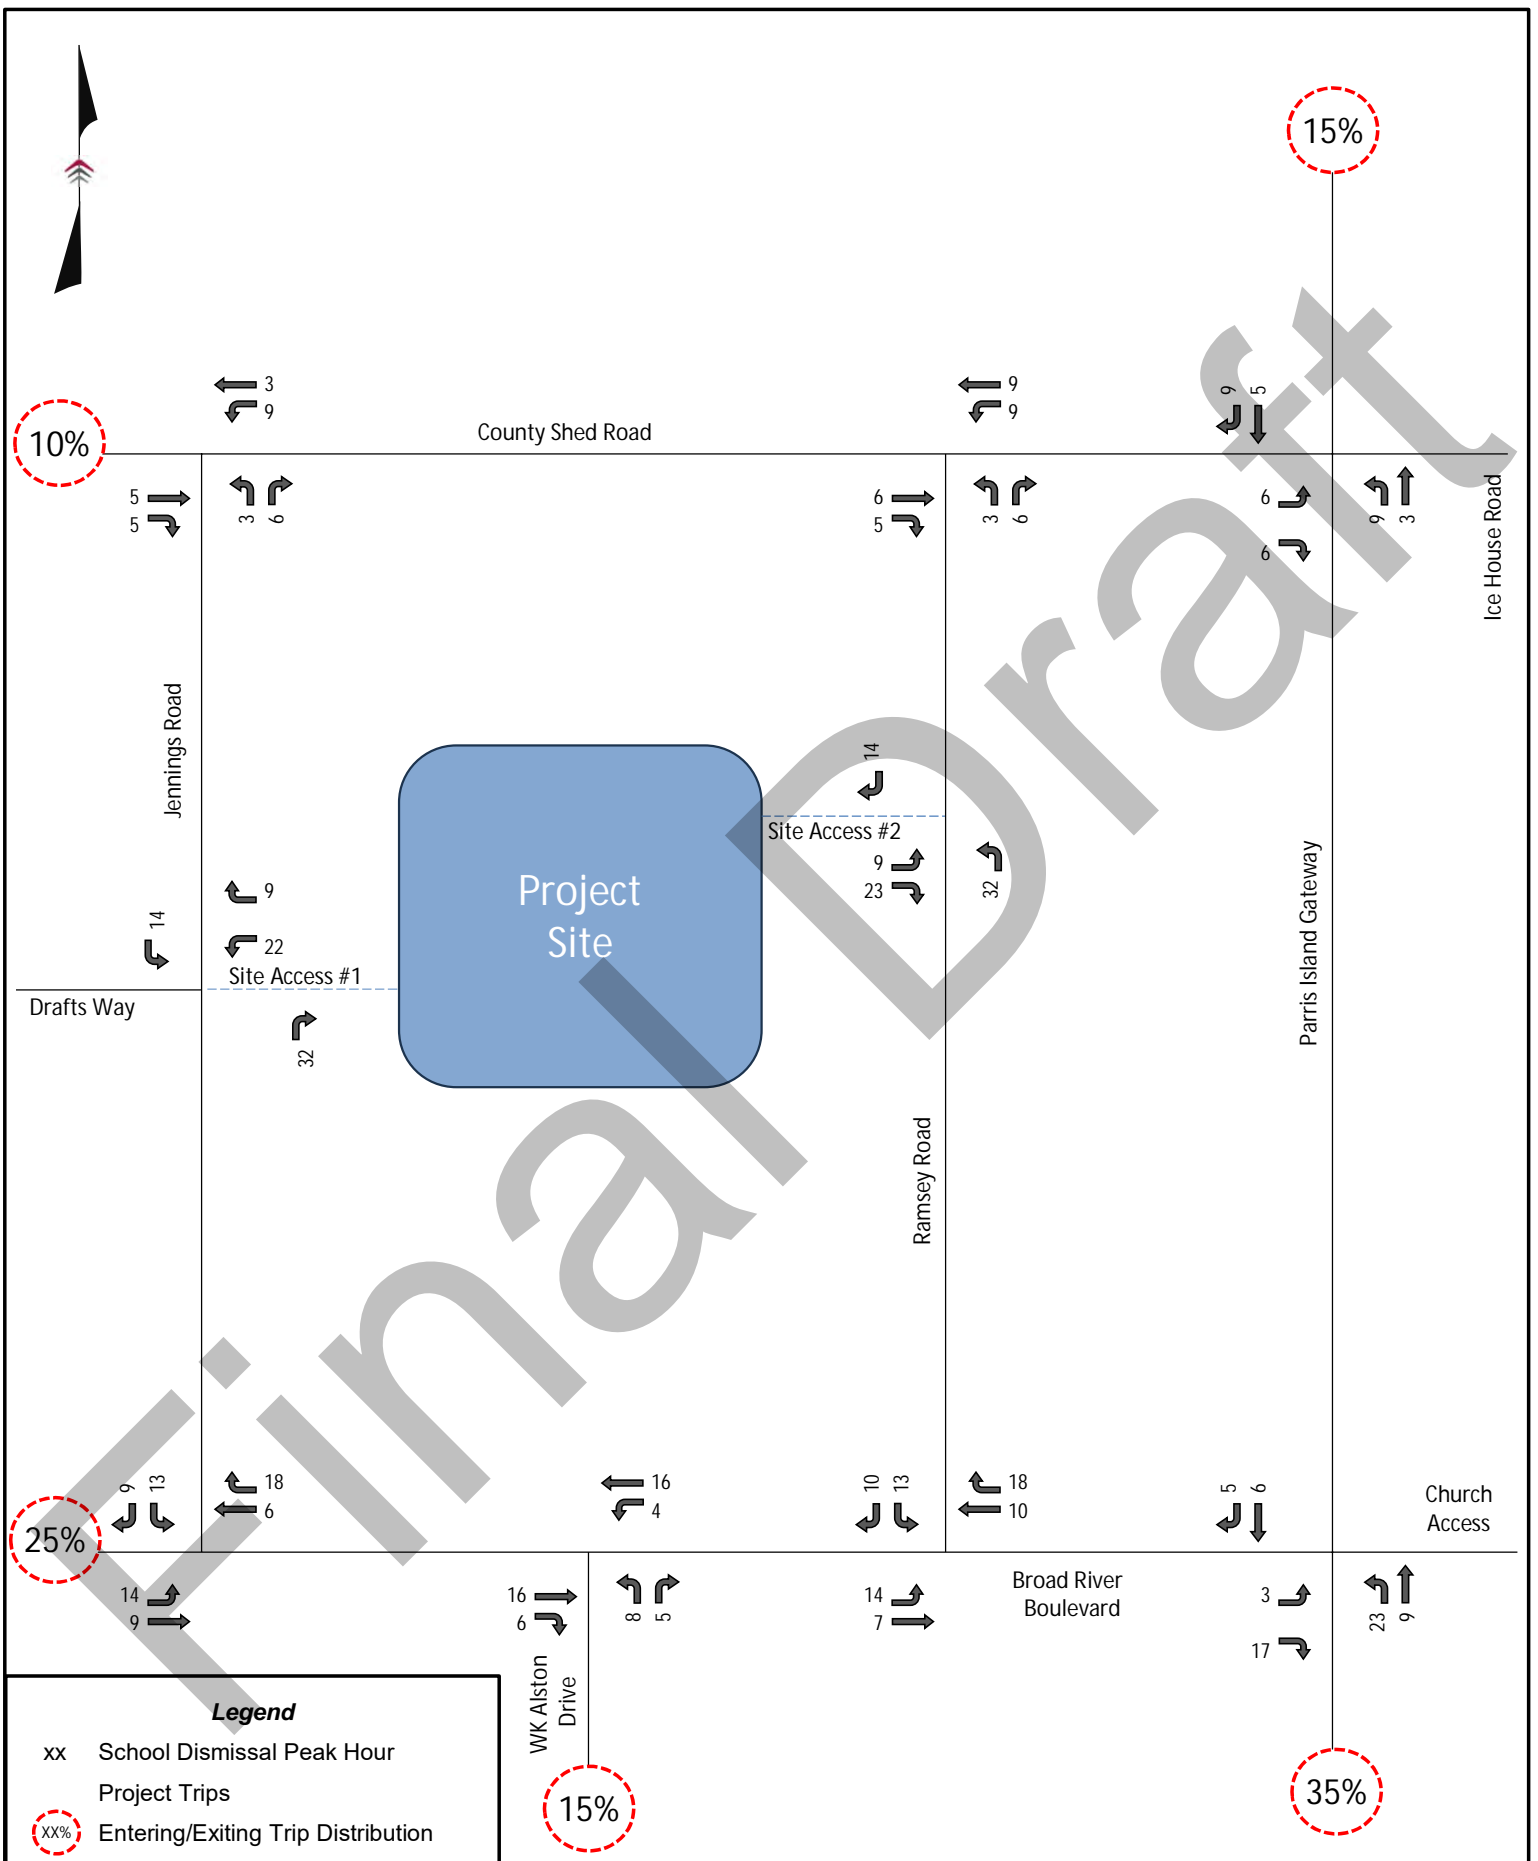 15%
3
9
9
9
9
5
10%
County Shed Road
5
5
3
6
6
5
3
6
6
6
9
3
Ice House Road
Jennings Road
14
Site Access #2
9
23
32
Project
Site
9
22
14
Site Access #1
Drafts Way
32
Parris Island Gateway
Ramsey Road
Final Draft
9
13
18
6
16
4
10
13
18
10
5
6
Church
Access
25%
14
9
16
6
8
5
14
7
Broad River
Boulevard
3
17
23
9
WK Alston
Drive
15%
35%
Legend
xx School Dismissal Peak Hour
Project Trips
XX% Entering/Exiting Trip Distribution